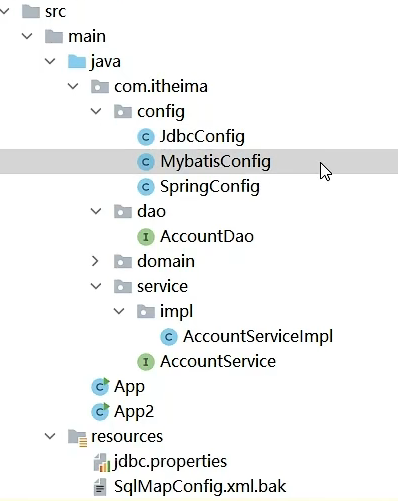 src
main
java
com.itheima
config
JdbcConfig
MybatisConfig
SpringConfig
dao
AccountDao
domain
service
impl
AccountServiceImpl
AccountService
App
App2
resources
jdbc.properties
SqlMapConfig.xml.bak